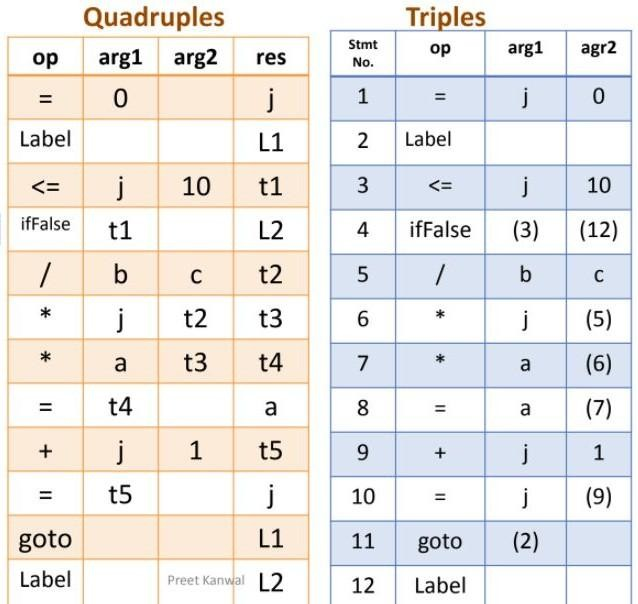 Quadruples
op arg1 arg2 res
= 0 j
Label L1
<= j 10 t1
ifFalse t1 L2
/ b c t2
* j t2 t3
* a t3 t4
= t4 a
+ j 1 t5
= t5 j
goto L1
Label L2
Preet Kanwal
Triples
Stmt No. op arg1 agr2
1 = j 0
2 Label
3 <= j 10
4 ifFalse (3) (12)
5 / b c
6 * j (5)
7 * a (6)
8 = a (7)
9 + j 1
10 = j (9)
11 goto (2)
12 Label